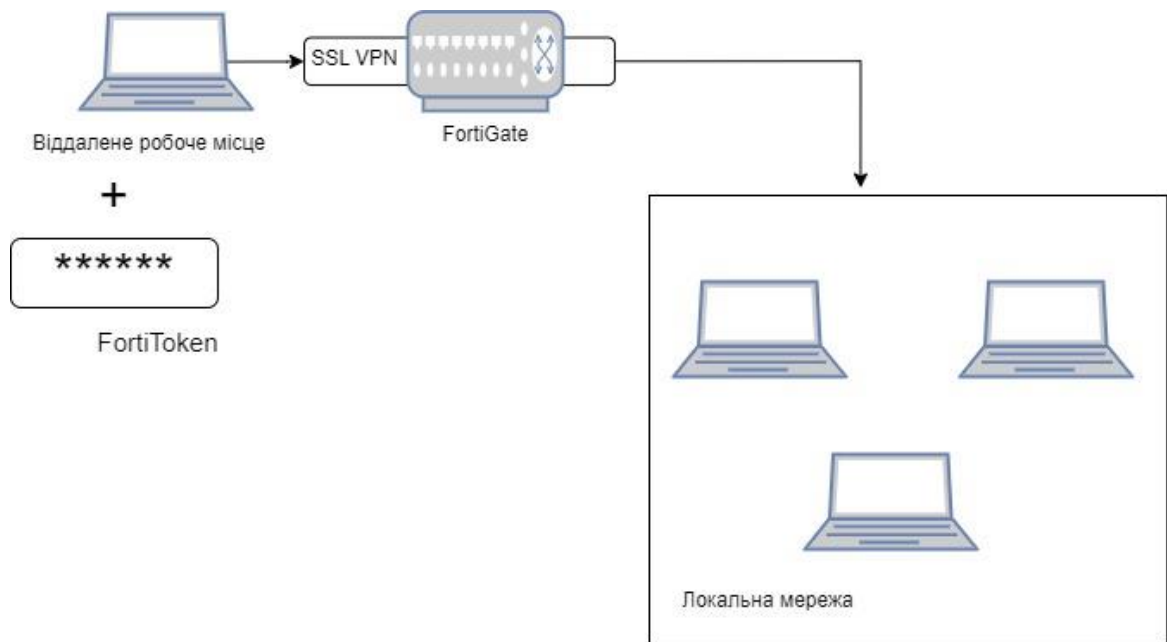 SSL VPN
FortiGate
Віддалене робоче місце
+
******
FortiToken
Локальна мережа